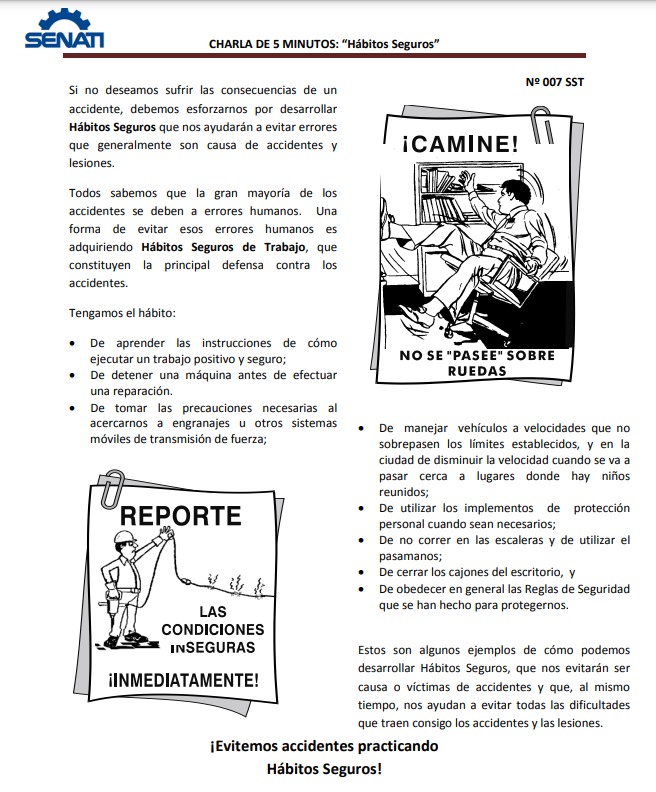 SENATI
CHARLA DE 5 MINUTOS: “Hábitos Seguros”
Nº 007 SST
Si no deseamos sufrir las consecuencias de un
accidente, debemos esforzarnos por desarrollar
Hábitos Seguros que nos ayudarán a evitar errores
que generalmente son causa de accidentes y
lesiones.
Todos sabemos que la gran mayoría de los
accidentes se deben a errores humanos. Una
forma de evitar esos errores humanos es
adquiriendo Hábitos Seguros de Trabajo, que
constituyen la principal defensa contra los
accidentes.
Tengamos el hábito:
• De aprender las instrucciones de cómo
ejecutar un trabajo positivo y seguro;
• De detener una máquina antes de efectuar
una reparación.
• De tomar las precauciones necesarias al
acercarnos a engranajes u otros sistemas
móviles de transmisión de fuerza;
REPORTE
LAS
CONDICIONES
INSEGURAS
¡INMEDIATAMENTE!
¡CAMINE!
NO SE "PASEE" SOBRE
RUEDAS
• De manejar vehículos a velocidades que no
sobrepasen los límites establecidos, y en la
ciudad de disminuir la velocidad cuando se va a
pasar cerca a lugares donde hay niños
reunidos;
• De utilizar los implementos de protección
personal cuando sean necesarios;
• De no correr en las escaleras y de utilizar el
pasamanos;
• De cerrar los cajones del escritorio, y
• De obedecer en general las Reglas de Seguridad
que se han hecho para protegernos.
Estos son algunos ejemplos de cómo podemos
desarrollar Hábitos Seguros, que nos evitarán ser
causa o víctimas de accidentes y que, al mismo
tiempo, nos ayudan a evitar todas las dificultades
que traen consigo los accidentes y las lesiones.
¡Evitemos accidentes practicando
Hábitos Seguros!